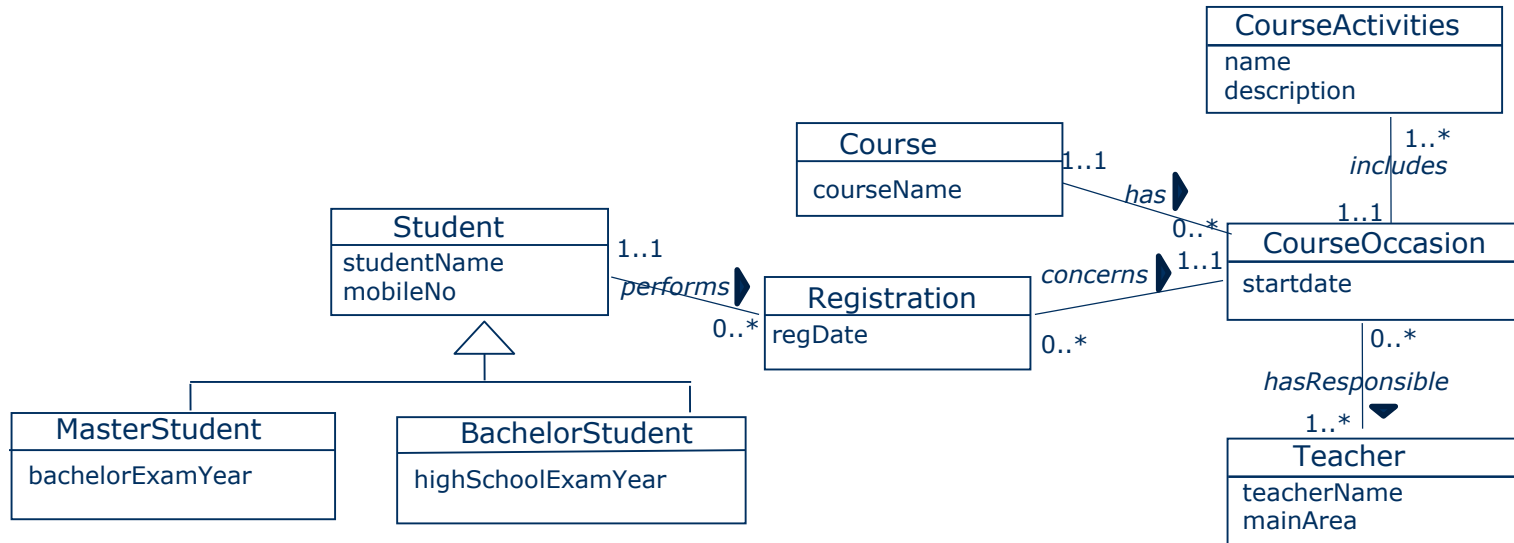 CourseActivities
name
description
1..*
includes
1..1
Course
courseName
1..1
has
0..*
CourseOccasion
startdate
Student
studentName
mobileNo
1..1
performs
0..*
Registration
regDate
concerns
1..1
0..*
0..*
hasResponsible
1..*
MasterStudent
bachelorExamYear
BachelorStudent
highSchoolExamYear
Teacher
teacherName
mainArea